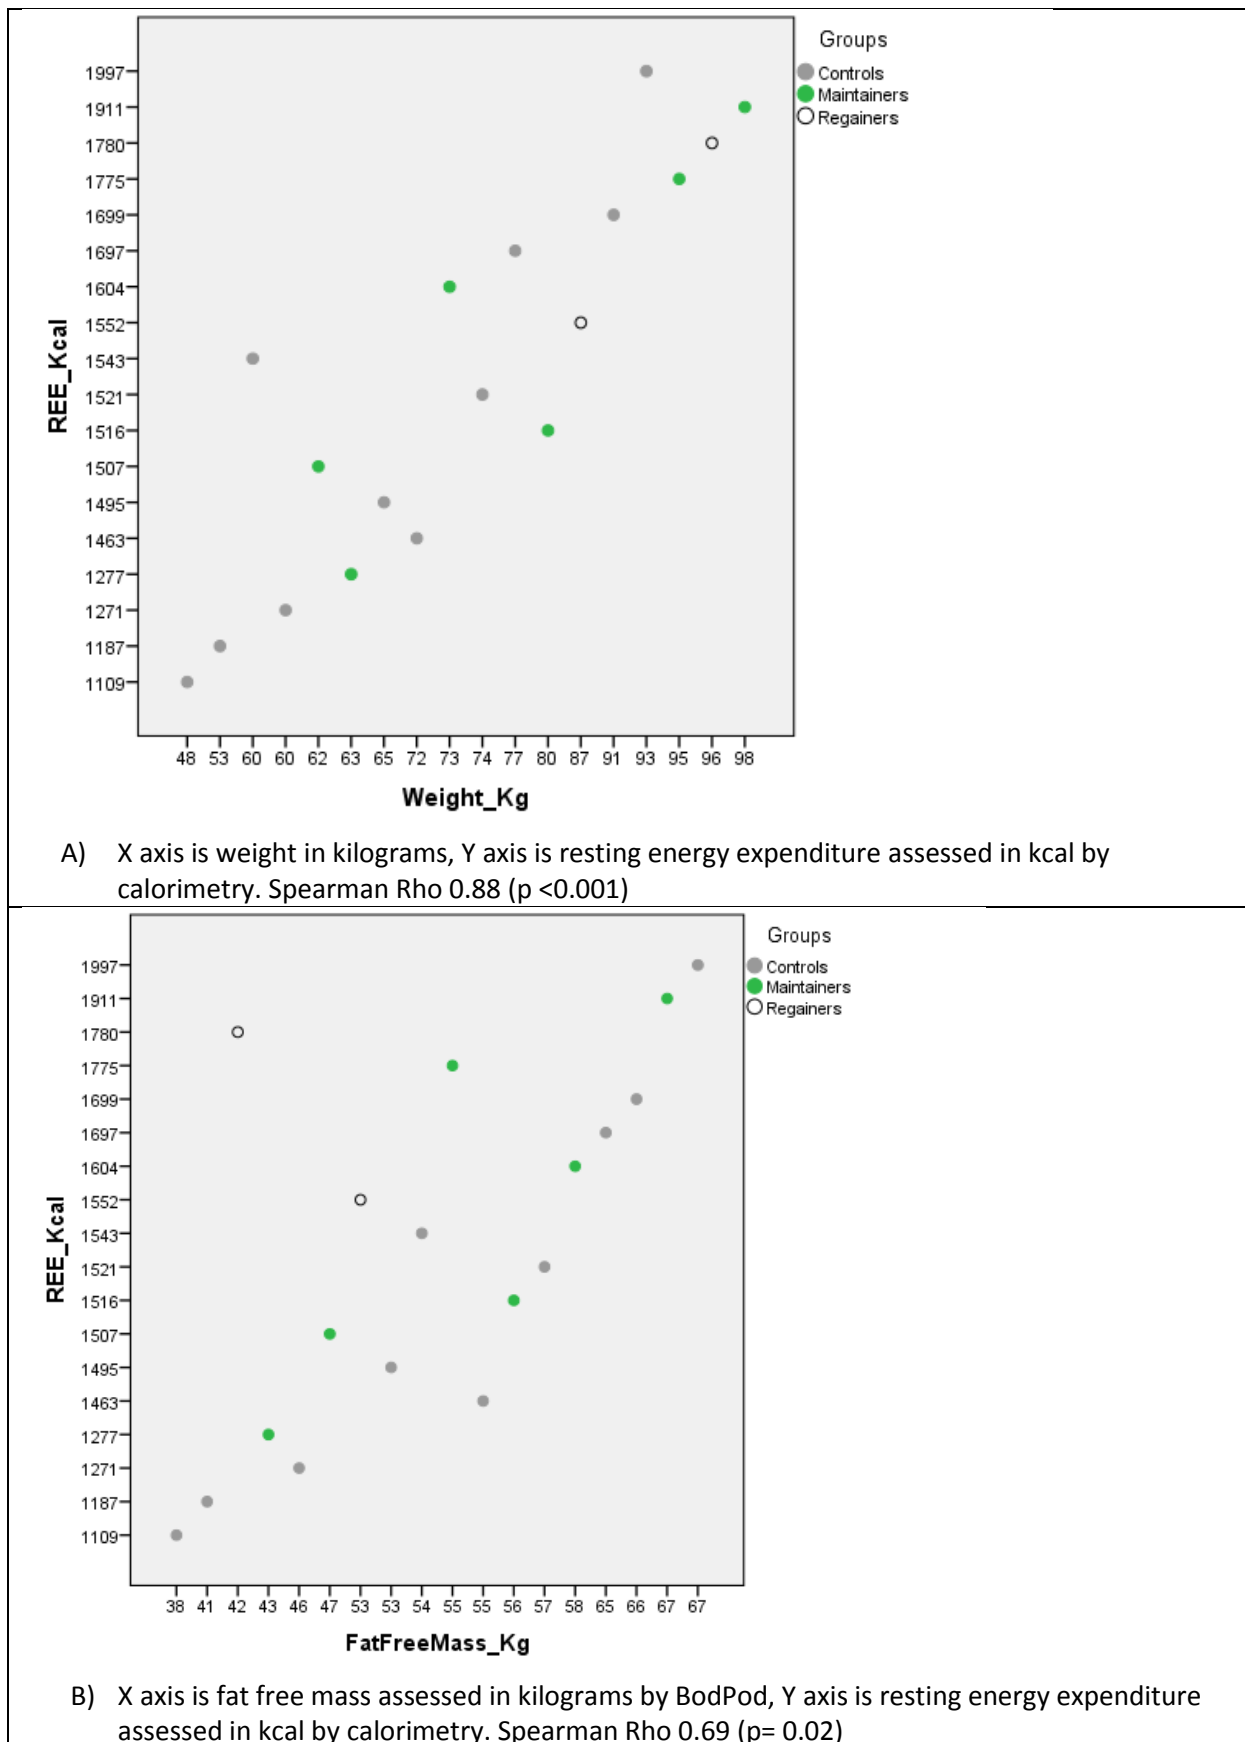 Groups
Controls
Maintainers
Regainers
1997
1911
1780
1775
1699
1697
1604
1552
1543
1521
1516
1507
1495
1463
1277
1271
1187
1109
REE_Kcal
48 53 60 60 62 63 65 72 73 74 77 80 87 91 93 95 96 98
Weight_Kg
A) X axis is weight in kilograms, Y axis is resting energy expenditure assessed in kcal by
calorimetry. Spearman Rho 0.88 (p <0.001)
Groups
Controls
Maintainers
Regainers
1997
1911
1780
1775
1699
1697
1604
1552
1543
1521
1516
1507
1495
1463
1277
1271
1187
1109
REE_Kcal
38 41 42 43 46 47 53 53 54 55 55 56 57 58 65 66 67 67
FatFreeMass_Kg
B) X axis is fat free mass assessed in kilograms by BodPod, Y axis is resting energy expenditure
assessed in kcal by calorimetry. Spearman Rho 0.69 (p= 0.02)